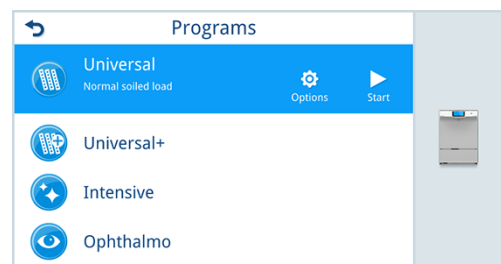 Programs
Universal
Normal soiled load
Options
Start
Universal+
Intensive
Ophthalmo